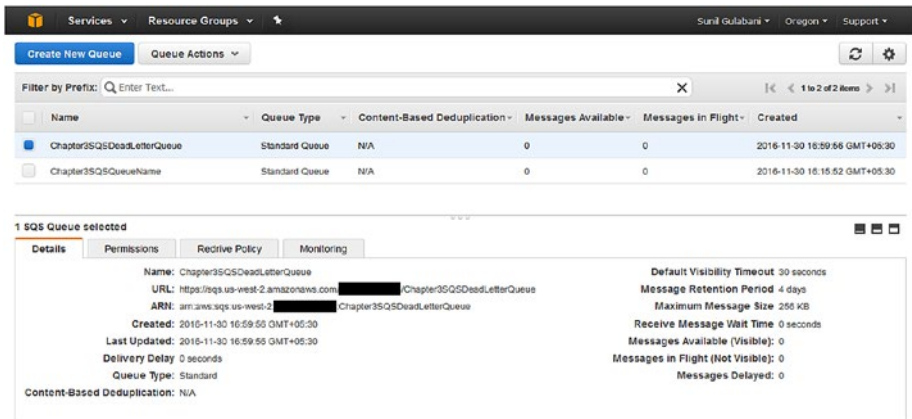 Services Resource Groups Sunil Gulabani Oregon Support
Create New Queue Queue Actions
Filter by Prefix: Enter Text... 1 to 2 of 2 items
Name Queue Type Content-Based Deduplication Messages Available Messages in Flight Created
Chapter3SQSDeadLetterQueue Standard Queue N/A 0 0 2016-11-30 16:59:56 GMT+05:30
Chapter3SQSQueueName Standard Queue N/A 0 0 2016-11-30 16:15:52 GMT+05:30
1 SQS Queue selected
Details Permissions Redrive Policy Monitoring
Name: Chapter3SQSDeadLetterQueue Default Visibility Timeout 30 seconds
URL: https://sqs.us-west-2.amazonaws.com/ /Chapter3SQSDeadLetterQueue Message Retention Period 4 days
ARN: arn:aws:sqs:us-west-2: :Chapter3SQSDeadLetterQueue Maximum Message Size 256 KB
Created: 2016-11-30 16:59:56 GMT+05:30 Receive Message Wait Time 0 seconds
Last Updated: 2016-11-30 16:59:56 GMT+05:30 Messages Available (Visible): 0
Delivery Delay 0 seconds Messages in Flight (Not Visible): 0
Queue Type: Standard Messages Delayed: 0
Content-Based Deduplication: N/A